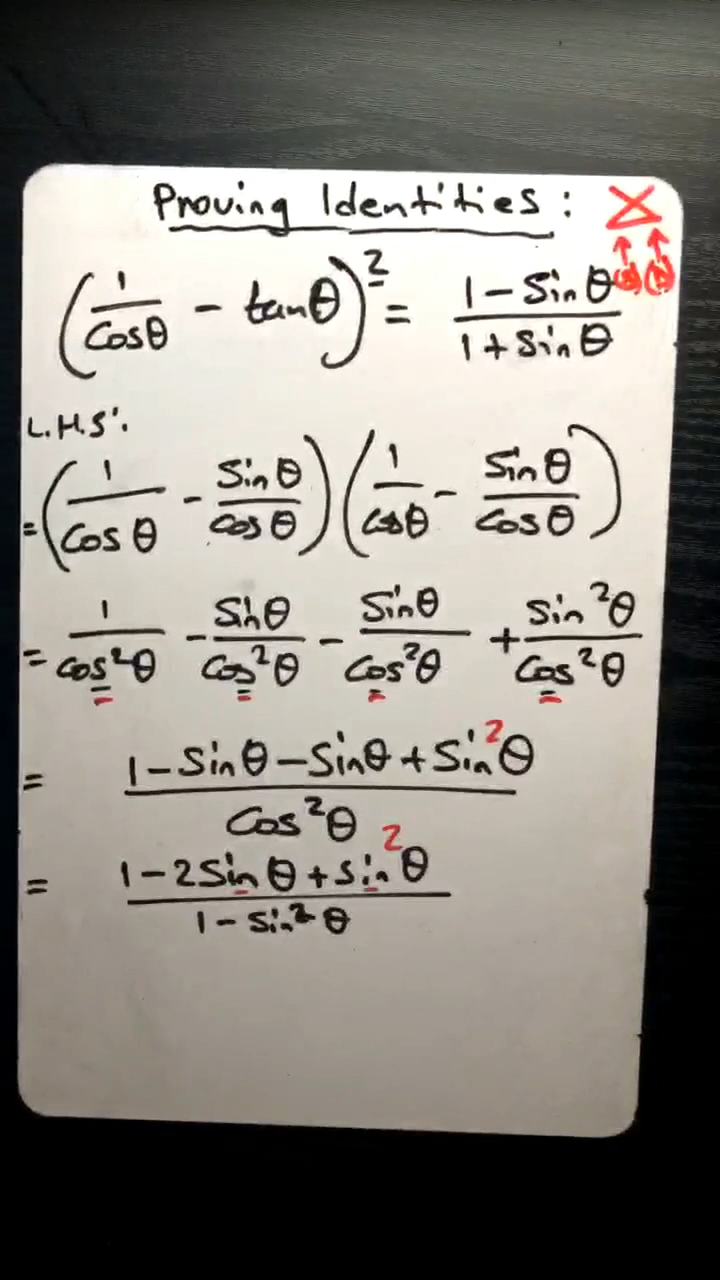 Proving Identities:
(1/Cosθ - tanθ)² = (1 - Sinθ)/(1 + Sinθ)
L.H.S:
= (1/Cosθ - Sinθ/Cosθ)(1/Cosθ - Sinθ/Cosθ)
= 1/Cos²θ - Sinθ/Cos²θ - Sinθ/Cos²θ + Sin²θ/Cos²θ
= (1 - Sinθ - Sinθ + Sin²θ)/Cos²θ
= (1 - 2Sinθ + Sin²θ)/(1 - Sin²θ)